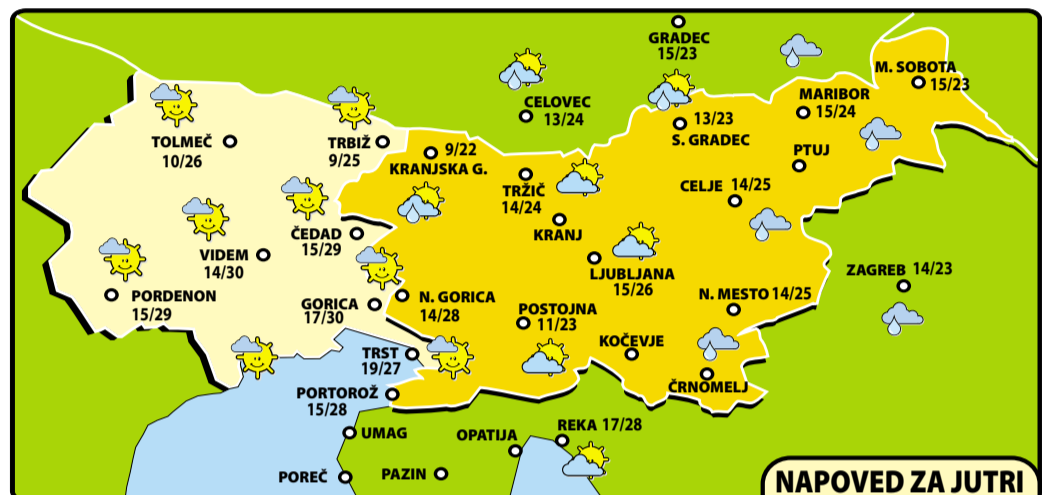 GRADEC
15/23
M. SOBOTA
15/23
CELOVEC
13/24
MARIBOR
15/24
13/23
S. GRADEC
TOLMEČ
10/26
TRBIŽ
9/25
9/22
KRANJSKA G.
PTUJ
TRŽIČ
14/24
CELJE 14/25
KRANJ
ČEDAD
15/29
VIDEM
14/30
LJUBLJANA
15/26
ZAGREB 14/23
PORDENON
15/29
GORICA
17/30
N. GORICA
14/28
POSTOJNA
11/23
N. MESTO 14/25
KOČEVJE
TRST
19/27
ČRNOMELJ
PORTOROŽ
15/28
UMAG
OPATIJA
REKA 17/28
POREČ
PAZIN
NAPOVED ZA JUTRI